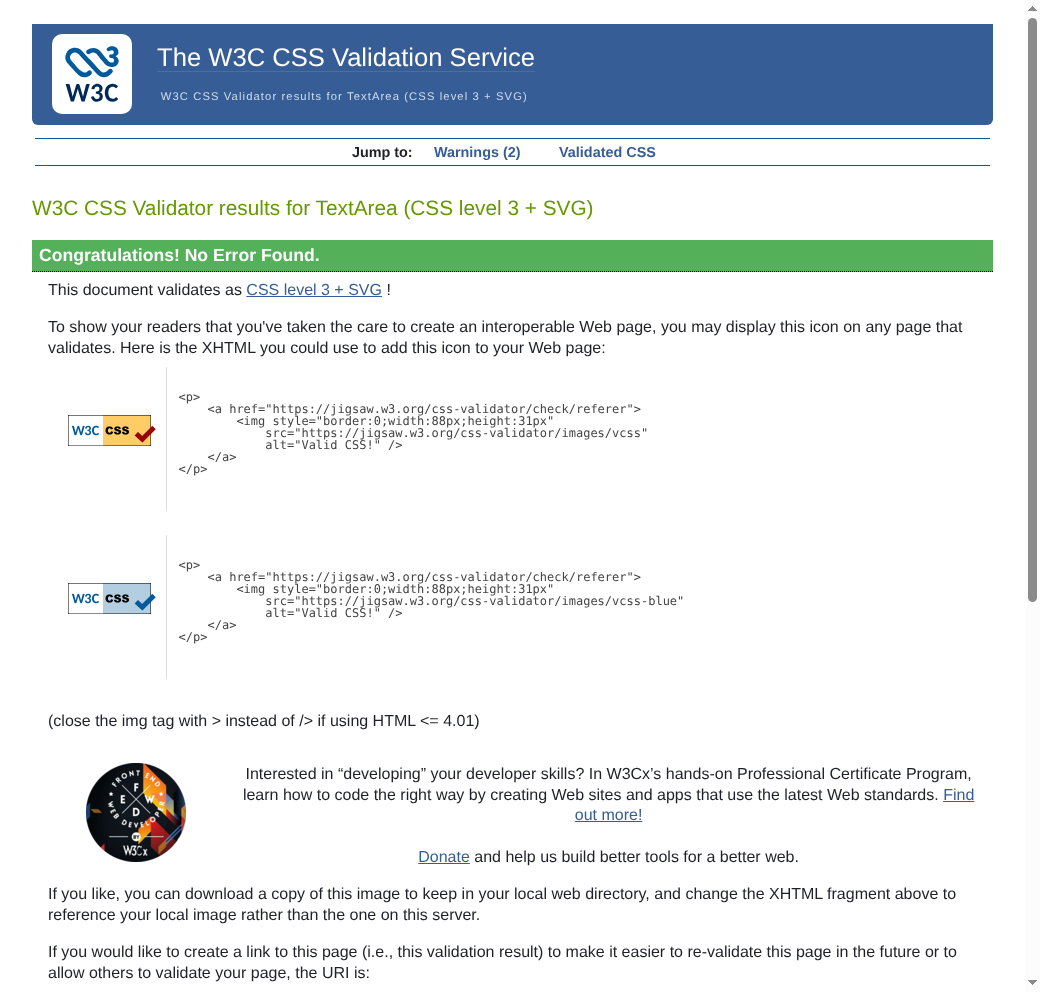 W3C
The W3C CSS Validation Service
W3C CSS Validator results for TextArea (CSS level 3 + SVG)
Jump to: Warnings (2) Validated CSS
W3C CSS Validator results for TextArea (CSS level 3 + SVG)
Congratulations! No Error Found.
This document validates as CSS level 3 + SVG !
To show your readers that you've taken the care to create an interoperable Web page, you may display this icon on any page that
validates. Here is the XHTML you could use to add this icon to your Web page:
W3C css
<p>
    <a href="https://jigsaw.w3.org/css-validator/check/referer">
        <img style="border:0;width:88px;height:31px"
            src="https://jigsaw.w3.org/css-validator/images/vcss"
            alt="Valid CSS!" />
    </a>
</p>
W3C css
<p>
    <a href="https://jigsaw.w3.org/css-validator/check/referer">
        <img style="border:0;width:88px;height:31px"
            src="https://jigsaw.w3.org/css-validator/images/vcss-blue"
            alt="Valid CSS!" />
    </a>
</p>
(close the img tag with > instead of /> if using HTML <= 4.01)
FRONT END
WEB DEVELOPER
F E W D
BY
W3Cx
Interested in “developing” your developer skills? In W3Cx’s hands-on Professional Certificate Program,
learn how to code the right way by creating Web sites and apps that use the latest Web standards. Find
out more!
Donate and help us build better tools for a better web.
If you like, you can download a copy of this image to keep in your local web directory, and change the XHTML fragment above to
reference your local image rather than the one on this server.
If you would like to create a link to this page (i.e., this validation result) to make it easier to re-validate this page in the future or to
allow others to validate your page, the URI is: